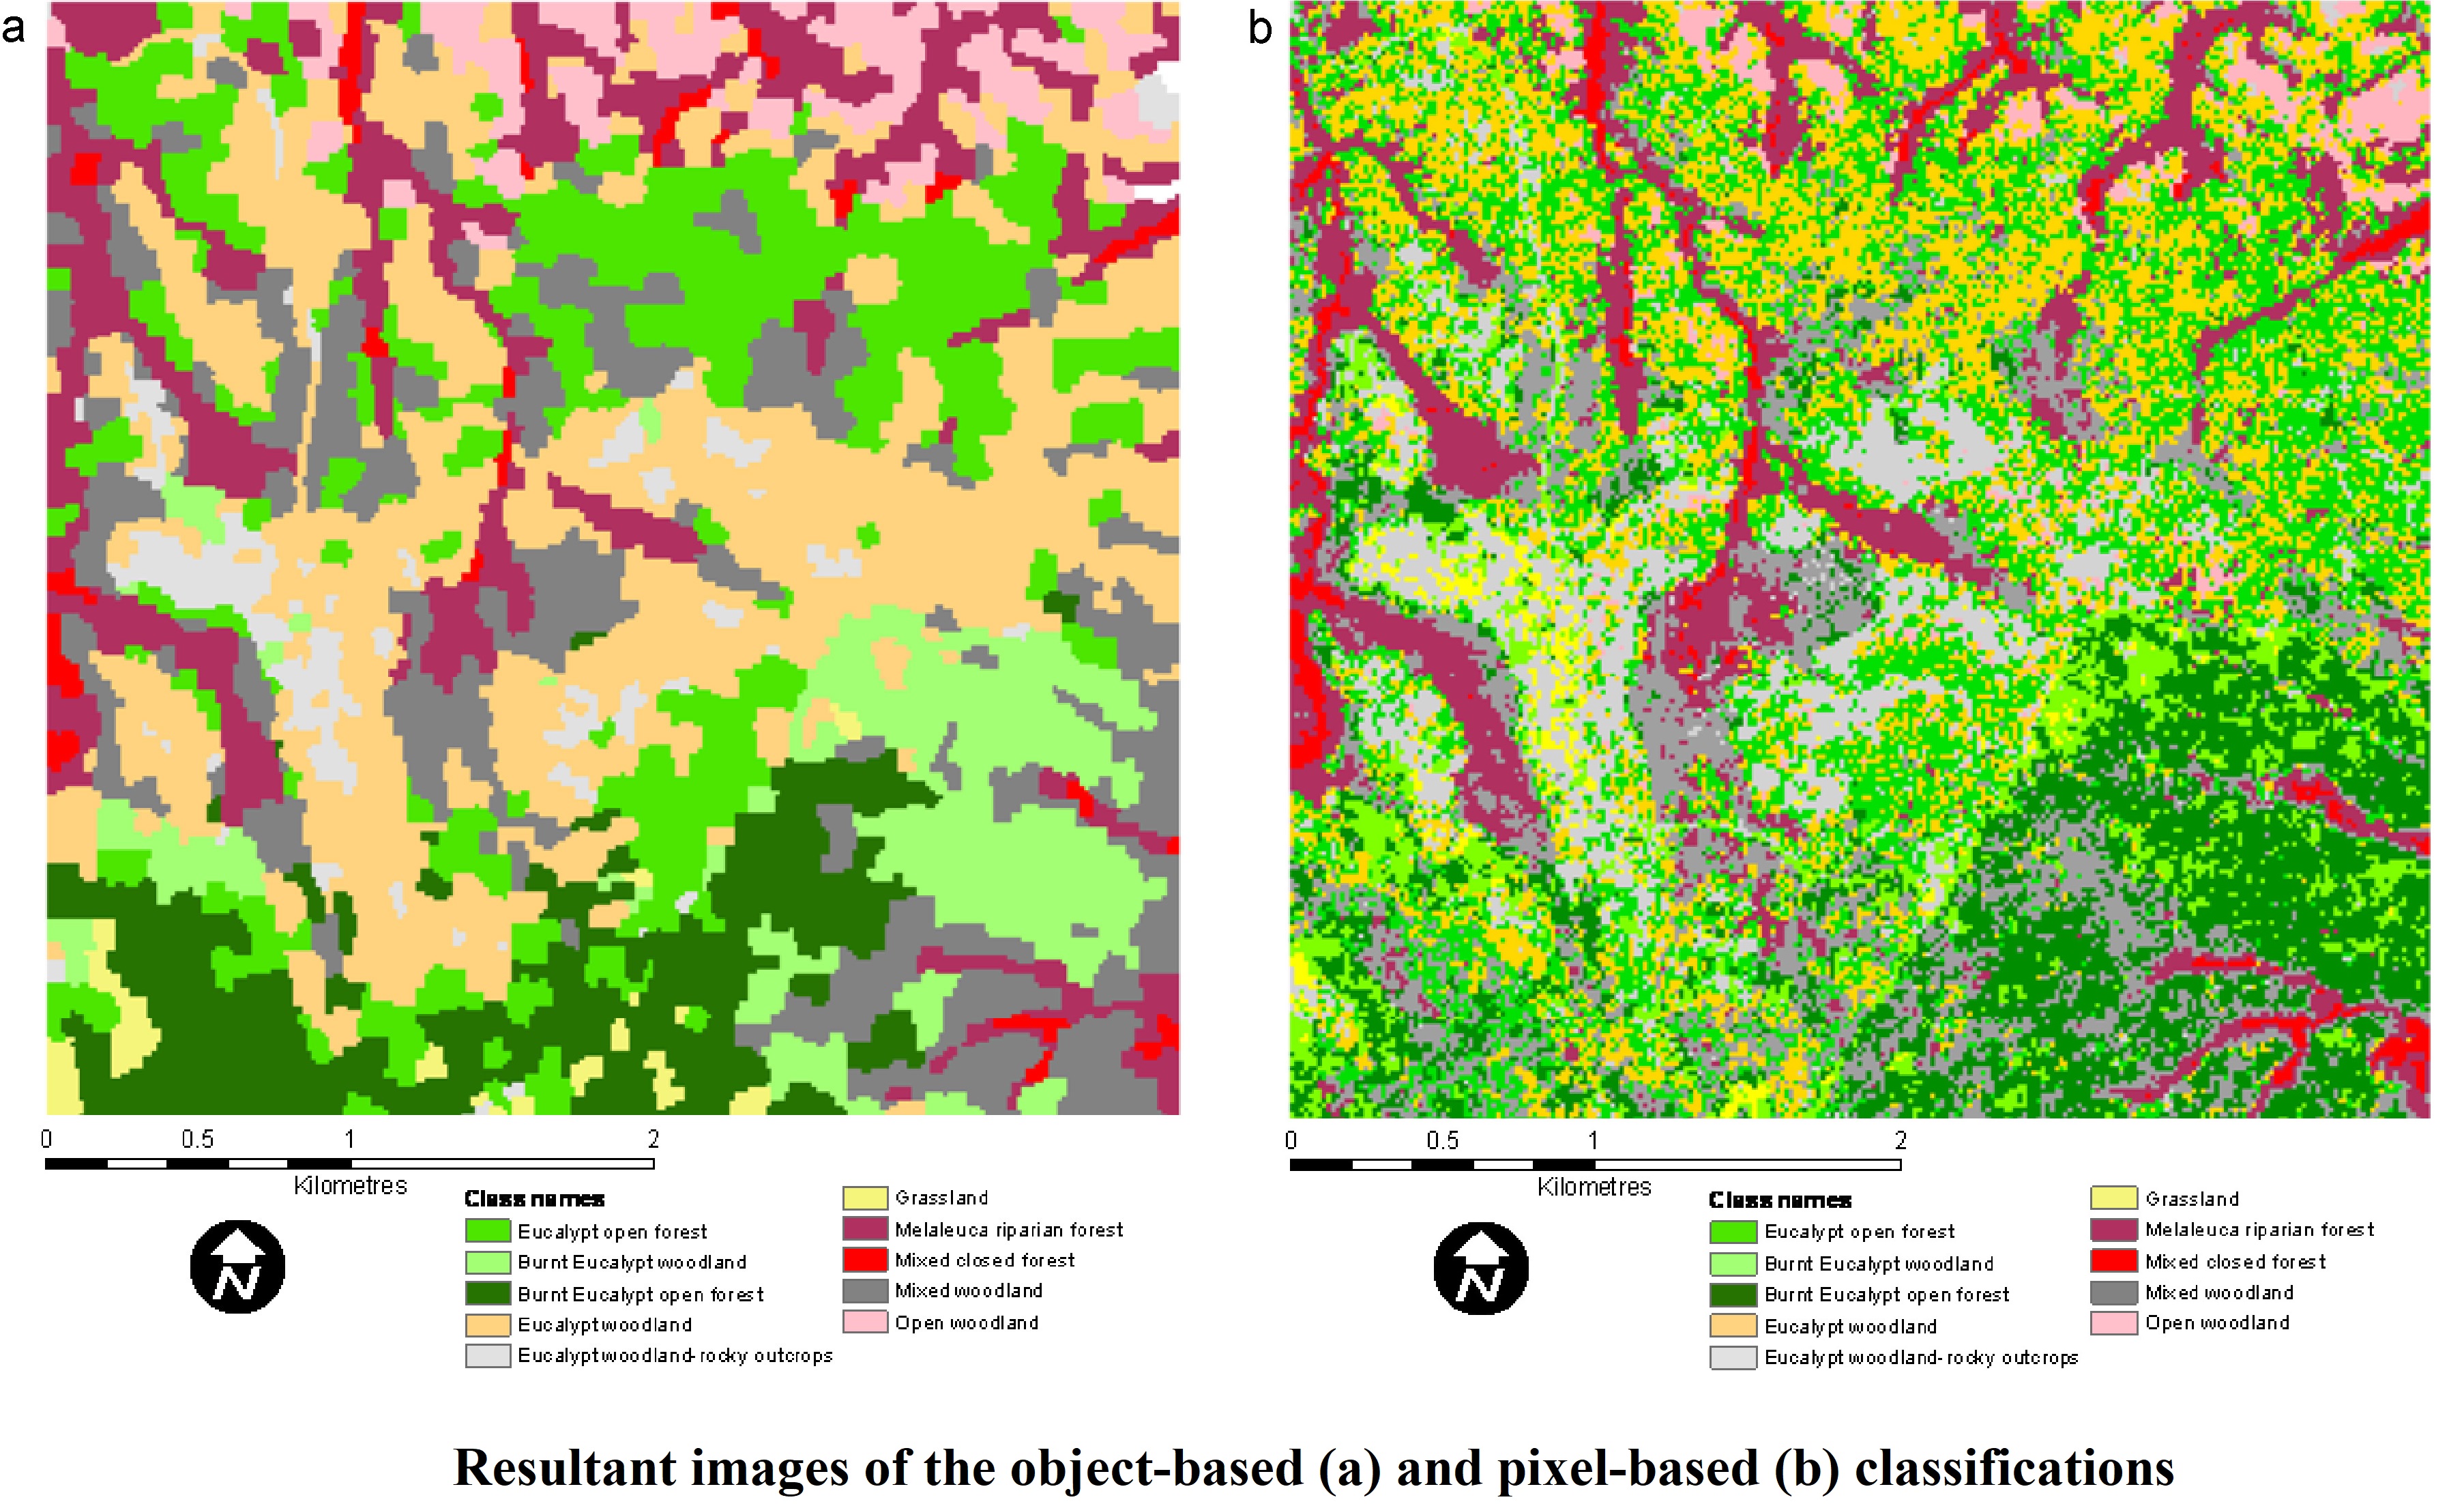 a
b
0 0.5 1 2
Kilometres
N
Class names
Eucalypt open forest
Burnt Eucalypt woodland
Burnt Eucalypt open forest
Eucalypt woodland
Eucalypt woodland-rocky outcrops
Grassland
Melaleuca riparian forest
Mixed closed forest
Mixed woodland
Open woodland
0 0.5 1 2
Kilometres
N
Class names
Eucalypt open forest
Burnt Eucalypt woodland
Burnt Eucalypt open forest
Eucalypt woodland
Eucalypt woodland-rocky outcrops
Grassland
Melaleuca riparian forest
Mixed closed forest
Mixed woodland
Open woodland
Resultant images of the object-based (a) and pixel-based (b) classifications